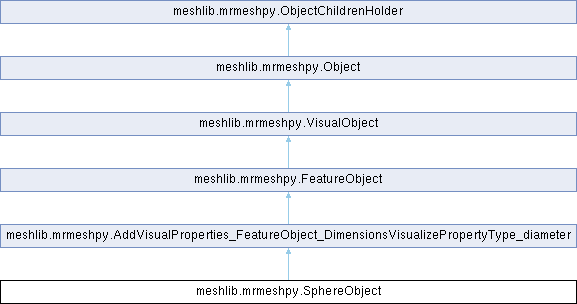 meshlib.mrmeshpy.ObjectChildrenHolder
meshlib.mrmeshpy.Object
meshlib.mrmeshpy.VisualObject
meshlib.mrmeshpy.FeatureObject
meshlib.mrmeshpy.AddVisualProperties_FeatureObject_DimensionsVisualizePropertyType_diameter
meshlib.mrmeshpy.SphereObject